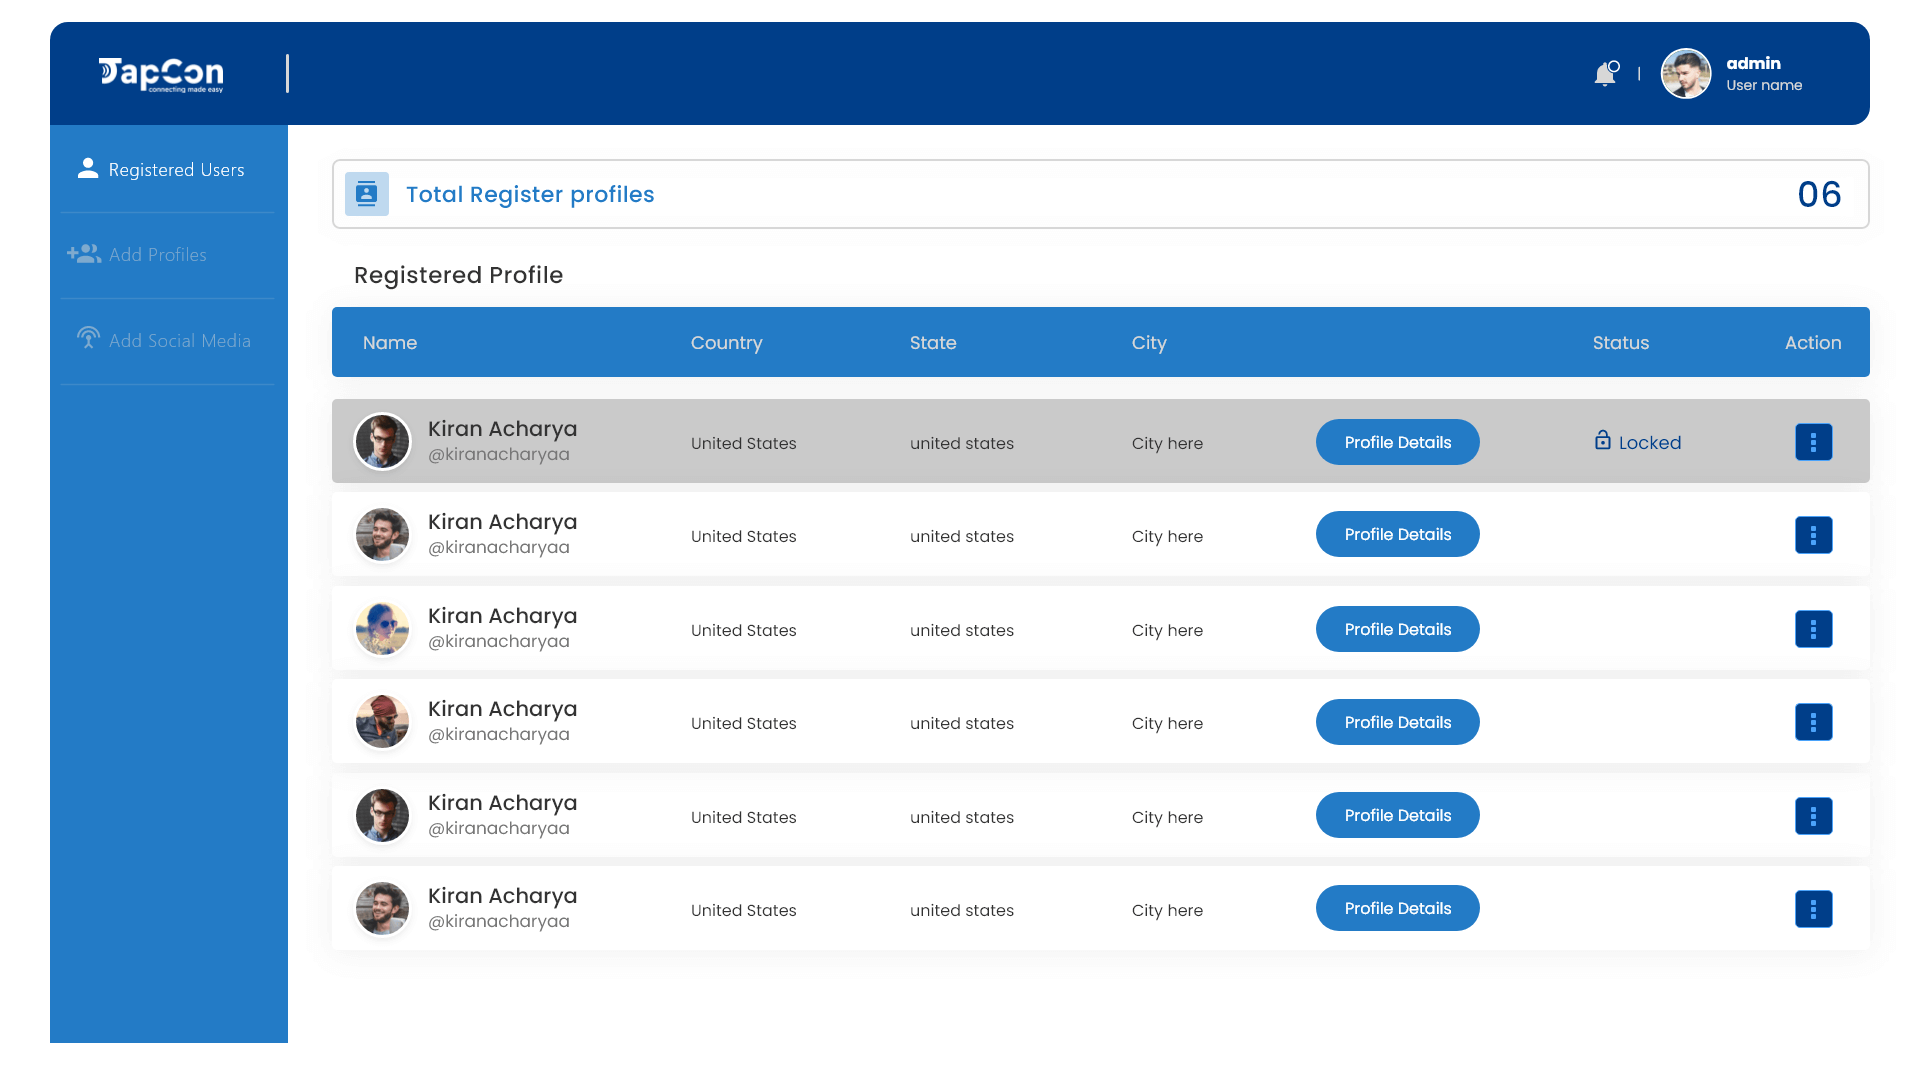 TapCon
connecting made easy
admin
User name
Registered Users
Add Profiles
Add Social Media
Total Register profiles
06
Registered Profile
Name Country State City Status Action
Kiran Acharya
@kiranacharyaa
United States united states City here Profile Details Locked
Kiran Acharya
@kiranacharyaa
United States united states City here Profile Details
Kiran Acharya
@kiranacharyaa
United States united states City here Profile Details
Kiran Acharya
@kiranacharyaa
United States united states City here Profile Details
Kiran Acharya
@kiranacharyaa
United States united states City here Profile Details
Kiran Acharya
@kiranacharyaa
United States united states City here Profile Details